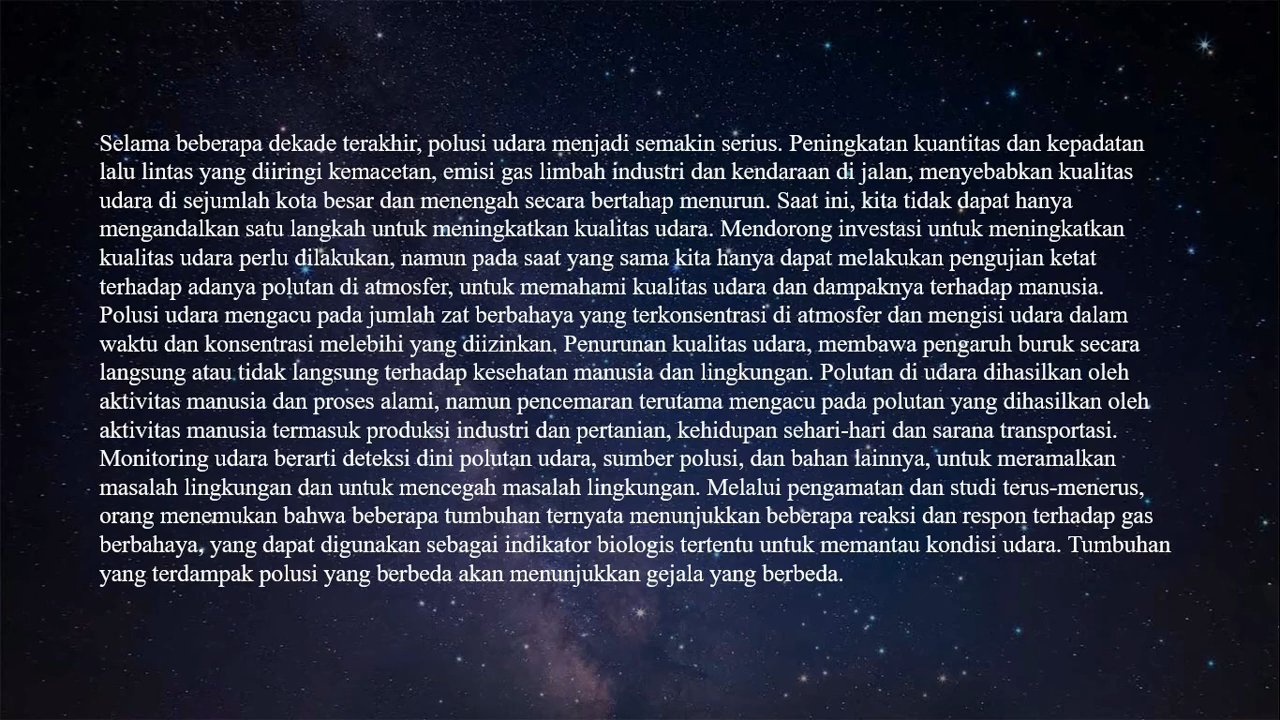 Selama beberapa dekade terakhir, polusi udara menjadi semakin serius. Peningkatan kuantitas dan kepadatan
lalu lintas yang diiringi kemacetan, emisi gas limbah industri dan kendaraan di jalan, menyebabkan kualitas
udara di sejumlah kota besar dan menengah secara bertahap menurun. Saat ini, kita tidak dapat hanya
mengandalkan satu langkah untuk meningkatkan kualitas udara. Mendorong investasi untuk meningkatkan
kualitas udara perlu dilakukan, namun pada saat yang sama kita hanya dapat melakukan pengujian ketat
terhadap adanya polutan di atmosfer, untuk memahami kualitas udara dan dampaknya terhadap manusia.
Polusi udara mengacu pada jumlah zat berbahaya yang terkonsentrasi di atmosfer dan mengisi udara dalam
waktu dan konsentrasi melebihi yang diizinkan. Penurunan kualitas udara, membawa pengaruh buruk secara
langsung atau tidak langsung terhadap kesehatan manusia dan lingkungan. Polutan di udara dihasilkan oleh
aktivitas manusia dan proses alami, namun pencemaran terutama mengacu pada polutan yang dihasilkan oleh
aktivitas manusia termasuk produksi industri dan pertanian, kehidupan sehari-hari dan sarana transportasi.
Monitoring udara berarti deteksi dini polutan udara, sumber polusi, dan bahan lainnya, untuk meramalkan
masalah lingkungan dan untuk mencegah masalah lingkungan. Melalui pengamatan dan studi terus-menerus,
orang menemukan bahwa beberapa tumbuhan ternyata menunjukkan beberapa reaksi dan respon terhadap gas
berbahaya, yang dapat digunakan sebagai indikator biologis tertentu untuk memantau kondisi udara. Tumbuhan
yang terdampak polusi yang berbeda akan menunjukkan gejala yang berbeda.